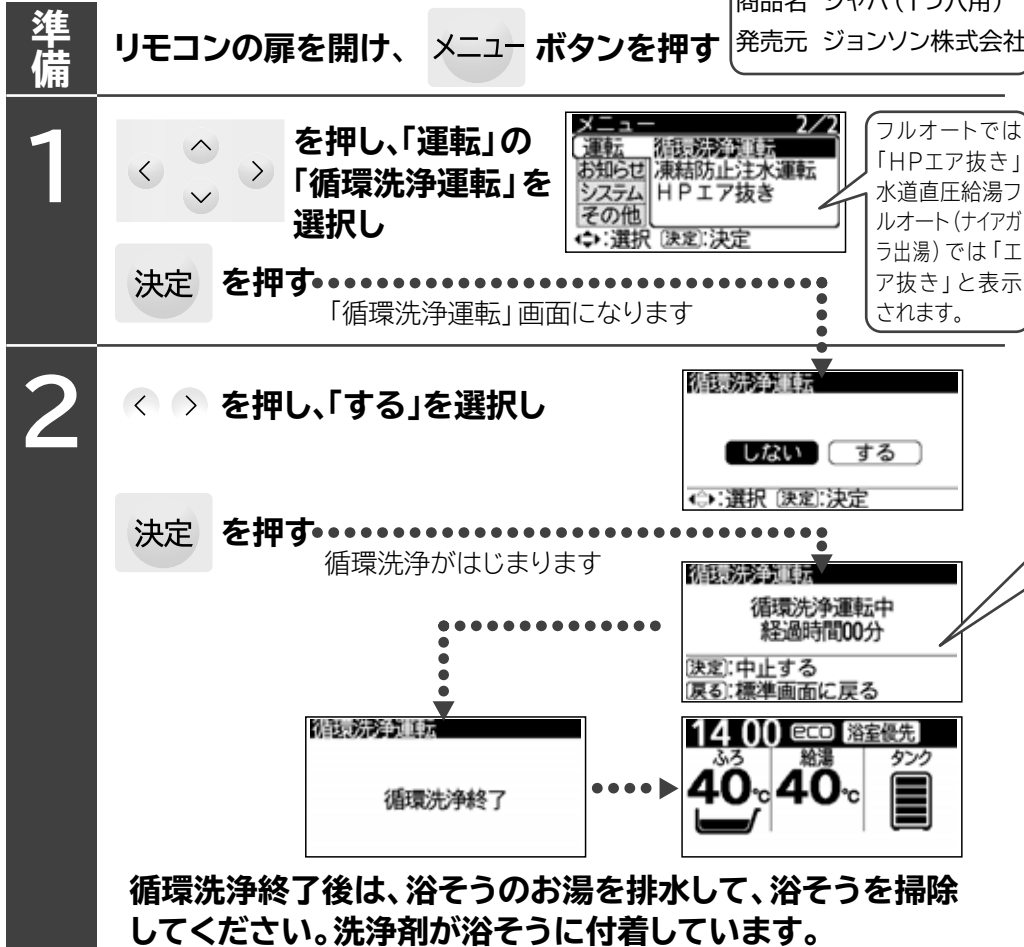 商品名 ジャバ(1つ穴用)
発売元 ジョンソン株式会社
準備
リモコンの扉を開け、 メニュー ボタンを押す
1
を押し、「運転」の
「循環洗浄運転」を
選択し
決定 を押す
「循環洗浄運転」画面になります
メニュー 2/2
運転 循環洗浄運転
お知らせ 凍結防止注水運転
システム HPエア抜き
その他
:選択 決定:決定
フルオートでは
「HPエア抜き」
水道直圧給湯フ
ルオート(ナイアガ
ラ出湯)では「エ
ア抜き」と表示
されます。
2
を押し、「する」を選択し
決定 を押す
循環洗浄がはじまります
循環洗浄運転
しない する
:選択 決定:決定
循環洗浄運転
循環洗浄運転中
経過時間00分
決定:中止する
戻る:標準画面に戻る
循環洗浄運転
循環洗浄終了
14 00 eco 浴室優先
ふろ 給湯 タンク
40℃ 40℃
循環洗浄終了後は、浴そうのお湯を排水して、浴そうを掃除
してください。洗浄剤が浴そうに付着しています。